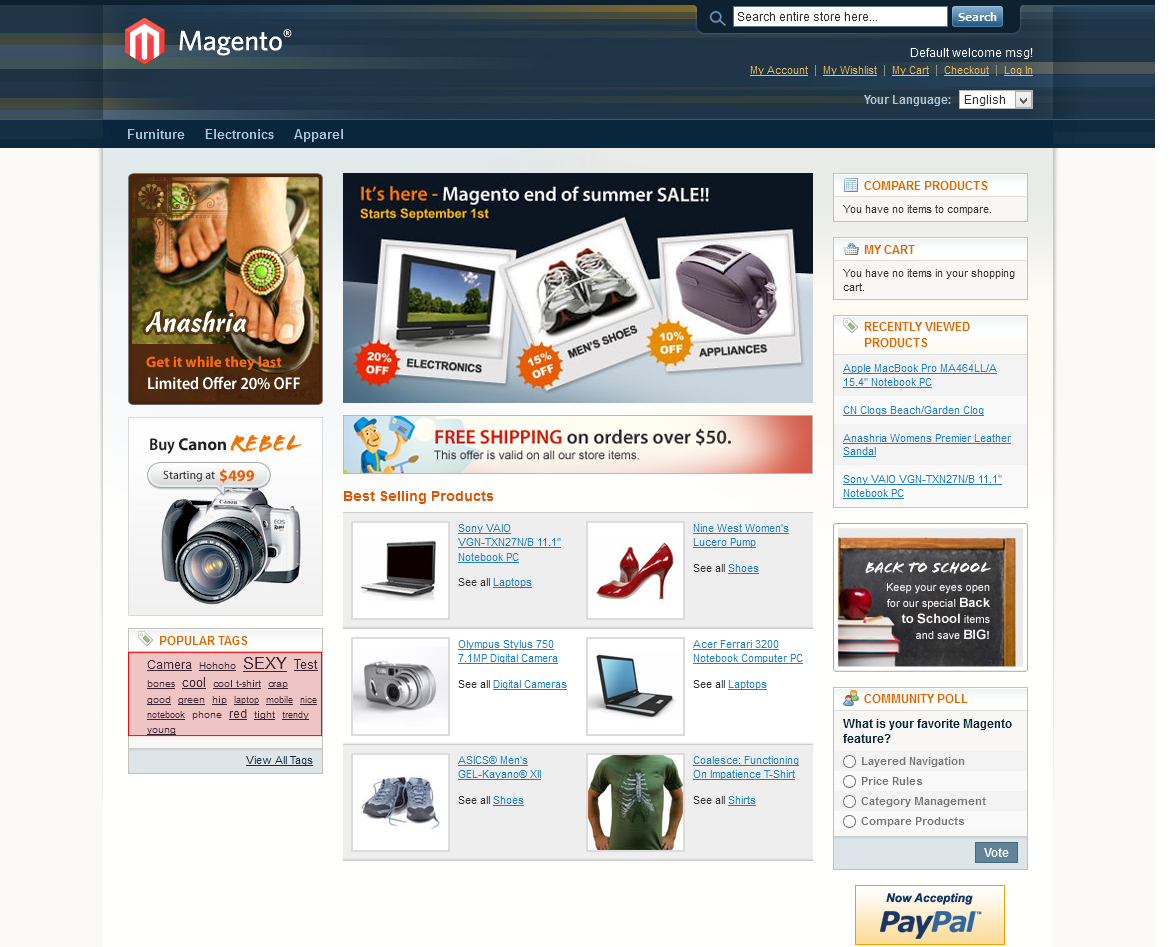 Search entire store here...
Search
Magento®
Default welcome msg!
My Account | My Wishlist | My Cart | Checkout | Log In
Your Language: English
Furniture Electronics Apparel
Anashria
Get it while they last
Limited Offer 20% OFF
Buy Canon REBEL
Starting at $499
Canon
EOS
POPULAR TAGS
Camera Hohoho SEXY Test
bones cool cool t-shirt crap
good green hip laptop mobile nice
notebook phone red tight trendy
young
View All Tags
It's here - Magento end of summer SALE!!
Starts September 1st
20%
OFF
ELECTRONICS
15%
OFF
MEN'S SHOES
10%
OFF
APPLIANCES
FREE SHIPPING on orders over $50.
This offer is valid on all our store items.
Best Selling Products
Sony VAIO
VGN-TXN27N/B 11.1"
Notebook PC
See all Laptops
Nine West Women's
Lucero Pump
See all Shoes
Olympus Stylus 750
7.1MP Digital Camera
See all Digital Cameras
Acer Ferrari 3200
Notebook Computer PC
See all Laptops
ASICS® Men's
GEL-Kayano® XII
See all Shoes
Coalesce: Functioning
On Impatience T-Shirt
See all Shirts
COMPARE PRODUCTS
You have no items to compare.
MY CART
You have no items in your shopping
cart.
RECENTLY VIEWED
PRODUCTS
Apple MacBook Pro MA464LL/A
15.4" Notebook PC
CN Clogs Beach/Garden Clog
Anashria Womens Premier Leather
Sandal
Sony VAIO VGN-TXN27N/B 11.1"
Notebook PC
BACK TO SCHOOL
Keep your eyes open
for our special Back
to School items
and save BIG!
COMMUNITY POLL
What is your favorite Magento
feature?
Layered Navigation
Price Rules
Category Management
Compare Products
Vote
Now Accepting
PayPal™